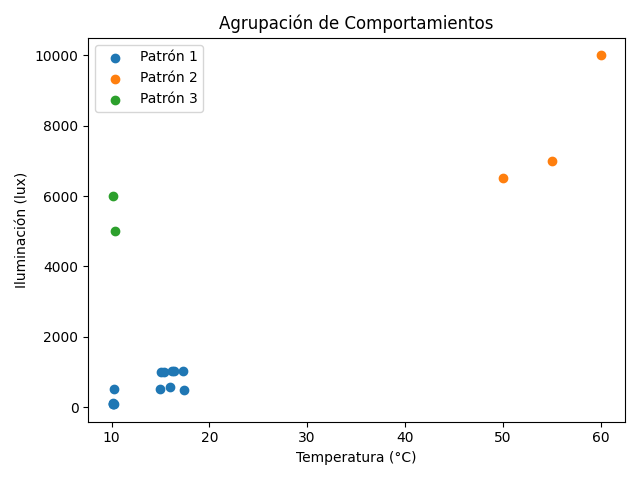 Agrupación de Comportamientos
Patrón 1
Patrón 2
Patrón 3
10000
8000
6000
4000
2000
0
Iluminación (lux)
10 20 30 40 50 60
Temperatura (°C)